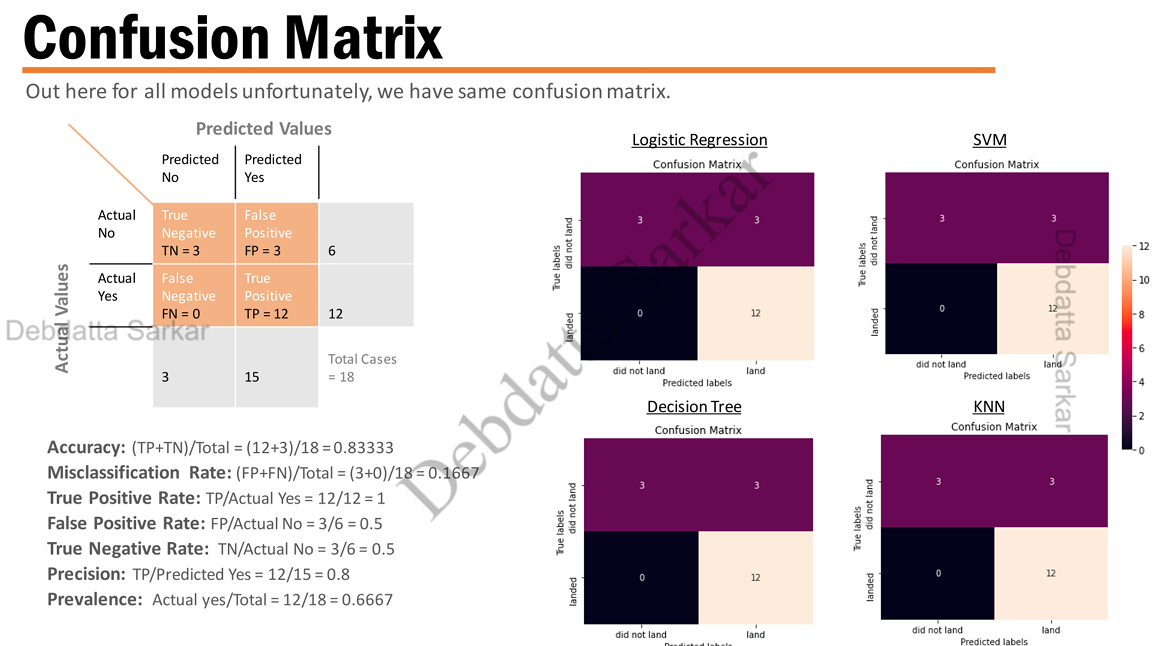 Confusion Matrix
Out here for all models unfortunately, we have same confusion matrix.
Predicted Values
Predicted No
Predicted Yes
Actual Values
Actual No
True Negative
TN = 3
False Positive
FP = 3
6
Actual Yes
False Negative
FN = 0
True Positive
TP = 12
12
3
15
Total Cases = 18
Debdatta Sarkar
Accuracy: (TP+TN)/Total = (12+3)/18 = 0.83333
Misclassification Rate: (FP+FN)/Total = (3+0)/18 = 0.1667
True Positive Rate: TP/Actual Yes = 12/12 = 1
False Positive Rate: FP/Actual No = 3/6 = 0.5
True Negative Rate: TN/Actual No = 3/6 = 0.5
Precision: TP/Predicted Yes = 12/15 = 0.8
Prevalence: Actual yes/Total = 12/18 = 0.6667
Debdatta Sarkar
Logistic Regression
Confusion Matrix
True labels
did not land
landed
3
3
0
12
did not land
land
Predicted labels
SVM
Confusion Matrix
True labels
did not land
landed
3
3
0
12
did not land
land
Predicted labels
Decision Tree
Confusion Matrix
True labels
did not land
landed
3
3
0
12
did not land
land
Predicted labels
KNN
Confusion Matrix
True labels
did not land
landed
3
3
0
12
did not land
land
Predicted labels
Debdatta Sarkar
12
10
8
6
4
2
0